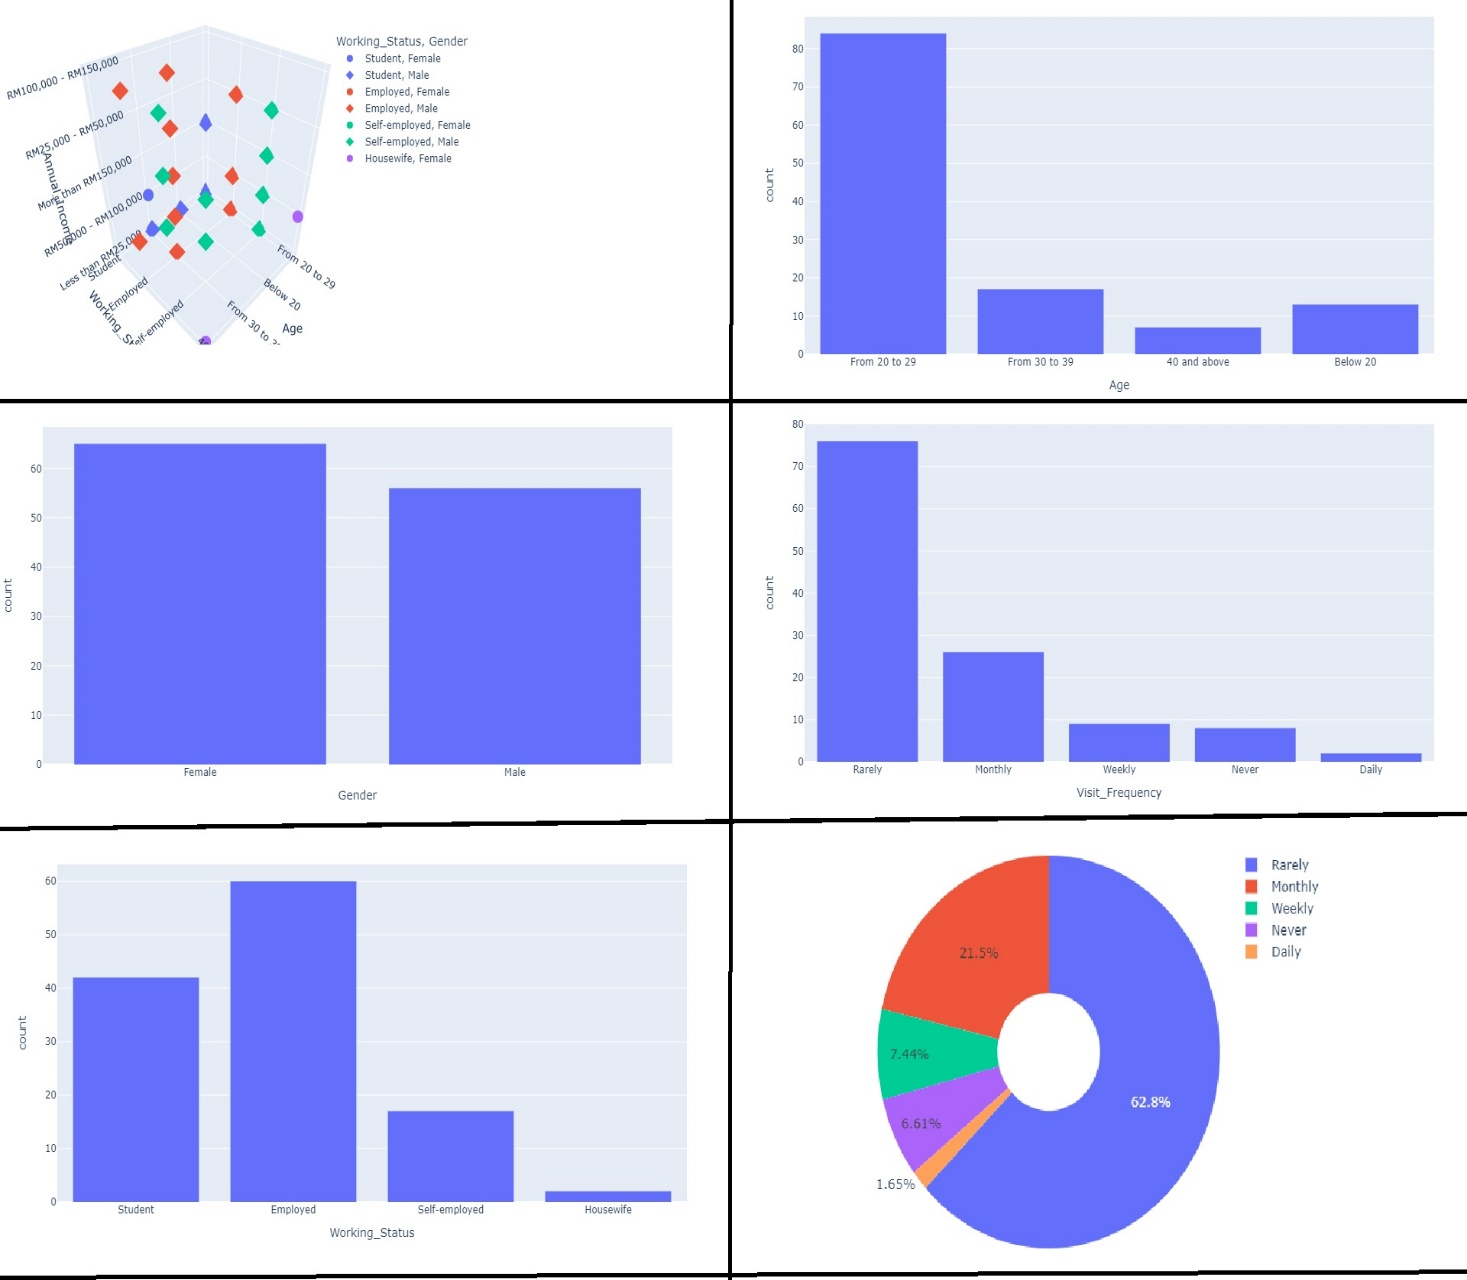 Working_Status, Gender
Student, Female
Student, Male
Employed, Female
Employed, Male
Self-employed, Female
Self-employed, Male
Housewife, Female
RM100,000 - RM150,000
RM25,000 - RM50,000
More than RM150,000
RM50,000 - RM100,000
Less than RM25,000
Annual_Income
Student
Employed
Self-employed
From 20 to 29
Below 20
From 30 to
Age
80
70
60
50
40
30
20
10
0
count
From 20 to 29
From 30 to 39
40 and above
Below 20
Age
60
50
40
30
20
10
0
count
Female
Male
Gender
80
70
60
50
40
30
20
10
0
count
Rarely
Monthly
Weekly
Never
Daily
Visit_Frequency
60
50
40
30
20
10
0
count
Student
Employed
Self-employed
Housewife
Working_Status
Rarely
Monthly
Weekly
Never
Daily
21.5%
7.44%
6.61%
1.65%
62.8%